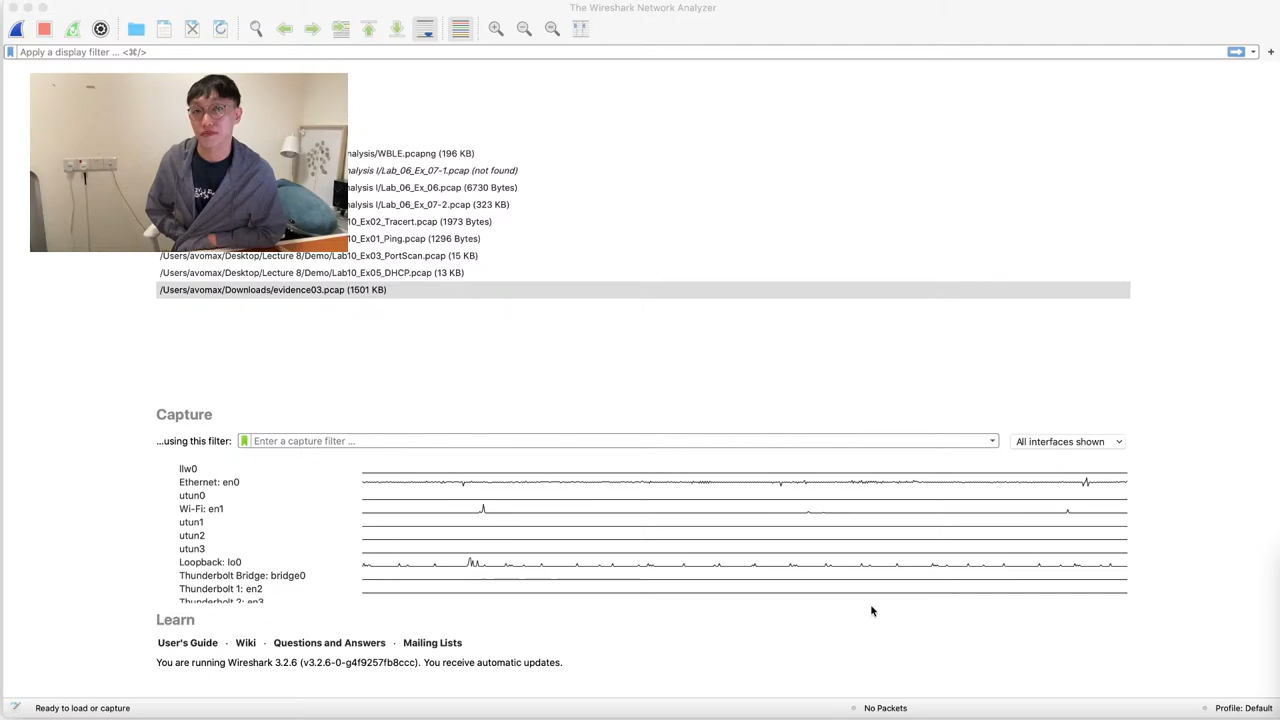 The Wireshark Network Analyzer
Apply a display filter ... <⌘/>
nalysis/WBLE.pcapng (196 KB)
nalysis I/Lab_06_Ex_07-1.pcap (not found)
nalysis I/Lab_06_Ex_06.pcap (6730 Bytes)
nalysis I/Lab_06_Ex_07-2.pcap (323 KB)
10_Ex02_Tracert.pcap (1973 Bytes)
10_Ex01_Ping.pcap (1296 Bytes)
/Users/avomax/Desktop/Lecture 8/Demo/Lab10_Ex03_PortScan.pcap (15 KB)
/Users/avomax/Desktop/Lecture 8/Demo/Lab10_Ex05_DHCP.pcap (13 KB)
/Users/avomax/Downloads/evidence03.pcap (1501 KB)
Capture
...using this filter: Enter a capture filter ... All interfaces shown
llw0
Ethernet: en0
utun0
Wi-Fi: en1
utun1
utun2
utun3
Loopback: lo0
Thunderbolt Bridge: bridge0
Thunderbolt 1: en2
Thunderbolt 2: en3
Learn
User's Guide · Wiki · Questions and Answers · Mailing Lists
You are running Wireshark 3.2.6 (v3.2.6-0-g4f9257fb8ccc). You receive automatic updates.
Ready to load or capture No Packets Profile: Default